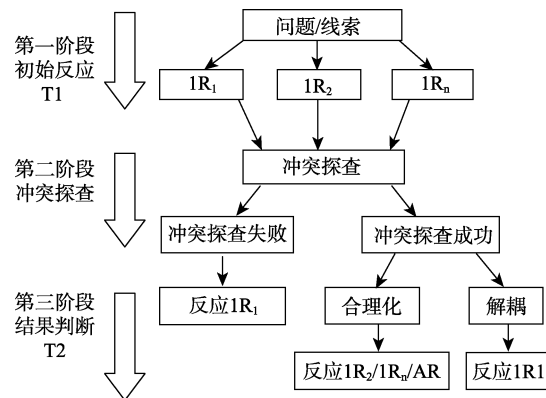 问题/线索
第一阶段
初始反应
T1
1R₁
1R₂
1Rₙ
第二阶段
冲突探查
冲突探查
冲突探查失败
冲突探查成功
第三阶段
结果判断
T2
反应1R₁
合理化
解耦
反应1R₂/1Rₙ/AR
反应1R1